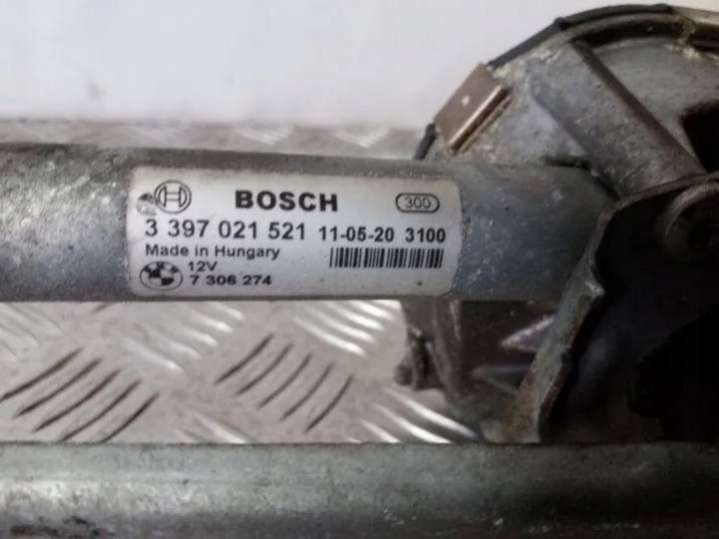 BOSCH 300
3 397 021 521 11-05-20 3100
Made in Hungary
12V
7 306 274